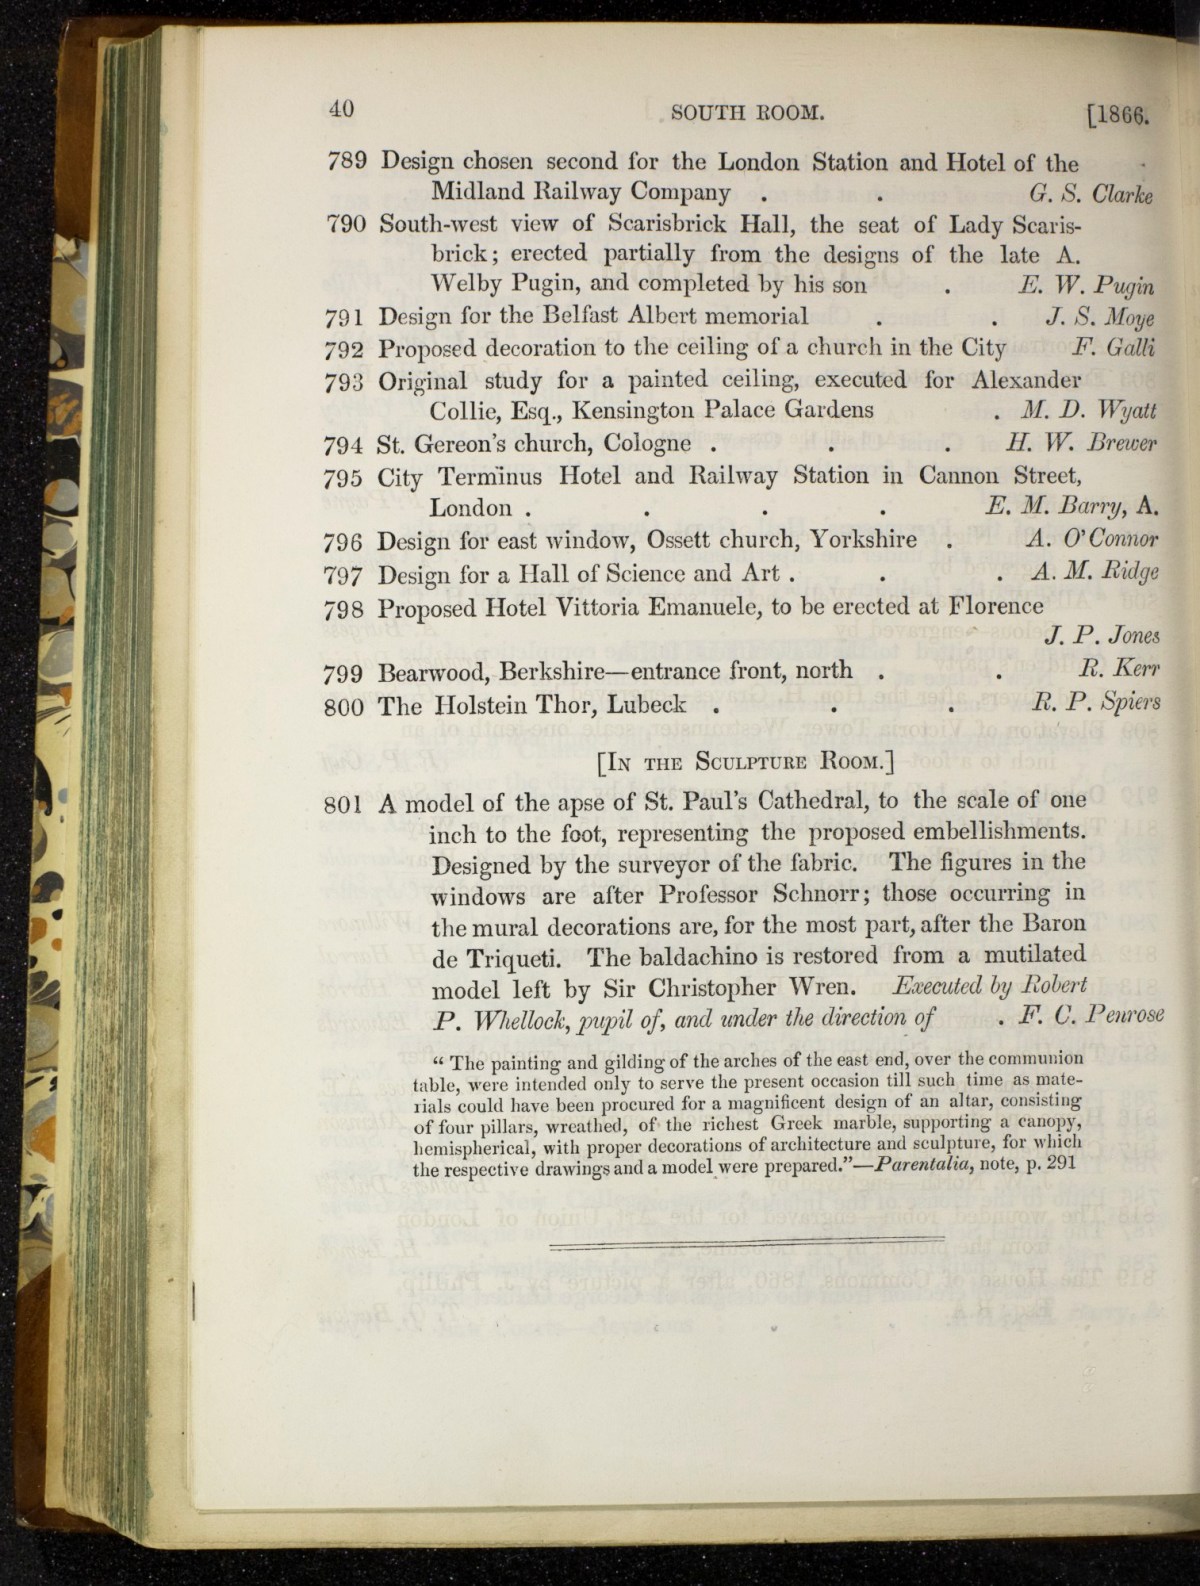 40 SOUTH ROOM. [1866.
789 Design chosen second for the London Station and Hotel of the
Midland Railway Company . . G. S. Clarke
790 South-west view of Scarisbrick Hall, the seat of Lady Scaris-
brick; erected partially from the designs of the late A.
Welby Pugin, and completed by his son . E. W. Pugin
791 Design for the Belfast Albert memorial . . J. S. Moye
792 Proposed decoration to the ceiling of a church in the City F. Galli
793 Original study for a painted ceiling, executed for Alexander
Collie, Esq., Kensington Palace Gardens . M. D. Wyatt
794 St. Gereon's church, Cologne . . . H. W. Brewer
795 City Terminus Hotel and Railway Station in Cannon Street,
London . . . . E. M. Barry, A.
796 Design for east window, Ossett church, Yorkshire . A. O'Connor
797 Design for a Hall of Science and Art . . . A. M. Ridge
798 Proposed Hotel Vittoria Emanuele, to be erected at Florence
J. P. Jones
799 Bearwood, Berkshire—entrance front, north . . R. Kerr
800 The Holstein Thor, Lubeck . . . R. P. Spiers
[IN THE SCULPTURE ROOM.]
801 A model of the apse of St. Paul's Cathedral, to the scale of one
inch to the foot, representing the proposed embellishments.
Designed by the surveyor of the fabric. The figures in the
windows are after Professor Schnorr; those occurring in
the mural decorations are, for the most part, after the Baron
de Triqueti. The baldachino is restored from a mutilated
model left by Sir Christopher Wren. Executed by Robert
P. Whellock, pupil of, and under the direction of . F. C. Penrose
"The painting and gilding of the arches of the east end, over the communion
table, were intended only to serve the present occasion till such time as mate-
rials could have been procured for a magnificent design of an altar, consisting
of four pillars, wreathed, of the richest Greek marble, supporting a canopy,
hemispherical, with proper decorations of architecture and sculpture, for which
the respective drawings and a model were prepared."—Parentalia, note, p. 291